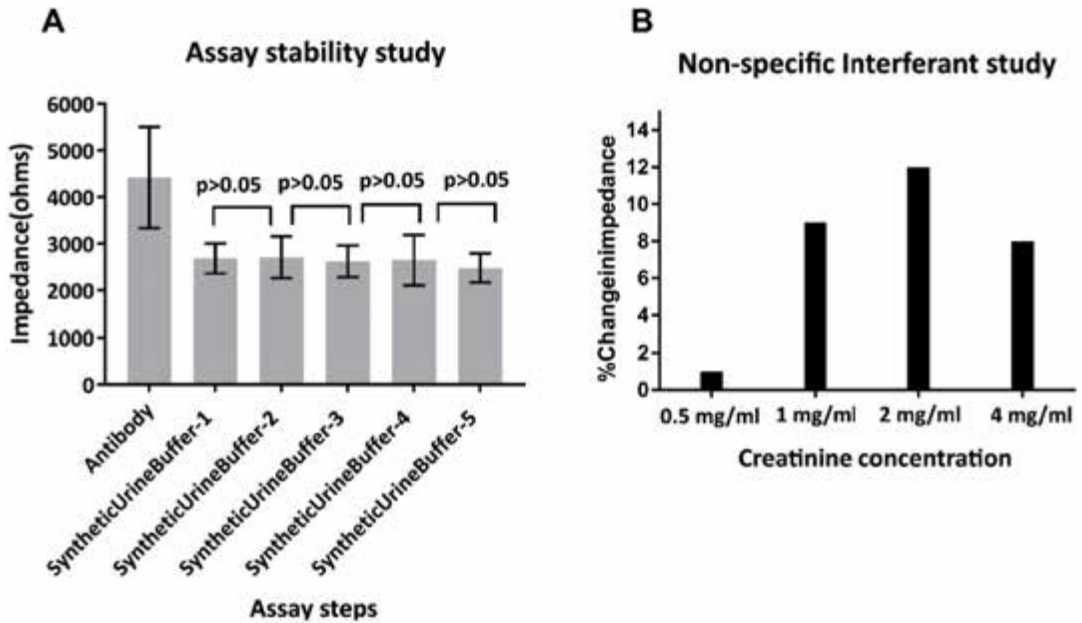 A
Assay stability study
Impedance(ohms)
6000
5000
4000
3000
2000
1000
0
p>0.05 p>0.05 p>0.05 p>0.05
Antibody
SyntheticUrineBuffer-1
SyntheticUrineBuffer-2
SyntheticUrineBuffer-3
SyntheticUrineBuffer-4
SyntheticUrineBuffer-5
Assay steps
B
Non-specific Interferant study
%Changeinimpedance
14
12
10
8
6
4
2
0
0.5 mg/ml 1 mg/ml 2 mg/ml 4 mg/ml
Creatinine concentration